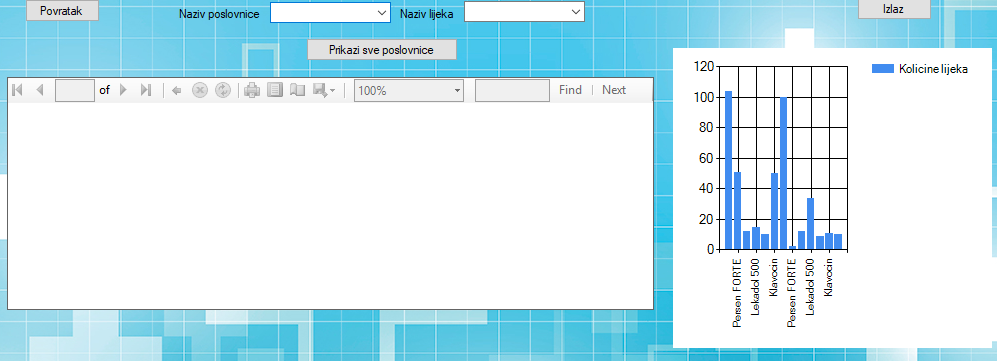 Povratak
Naziv poslovnice
Naziv lijeka
Izlaz
Prikazi sve poslovnice
of
100%
Find
Next
Kolicine lijeka
120
100
80
60
40
20
0
Persen FORTE
Lekadol 500
Klavocin
Persen FORTE
Lekadol 500
Klavocin